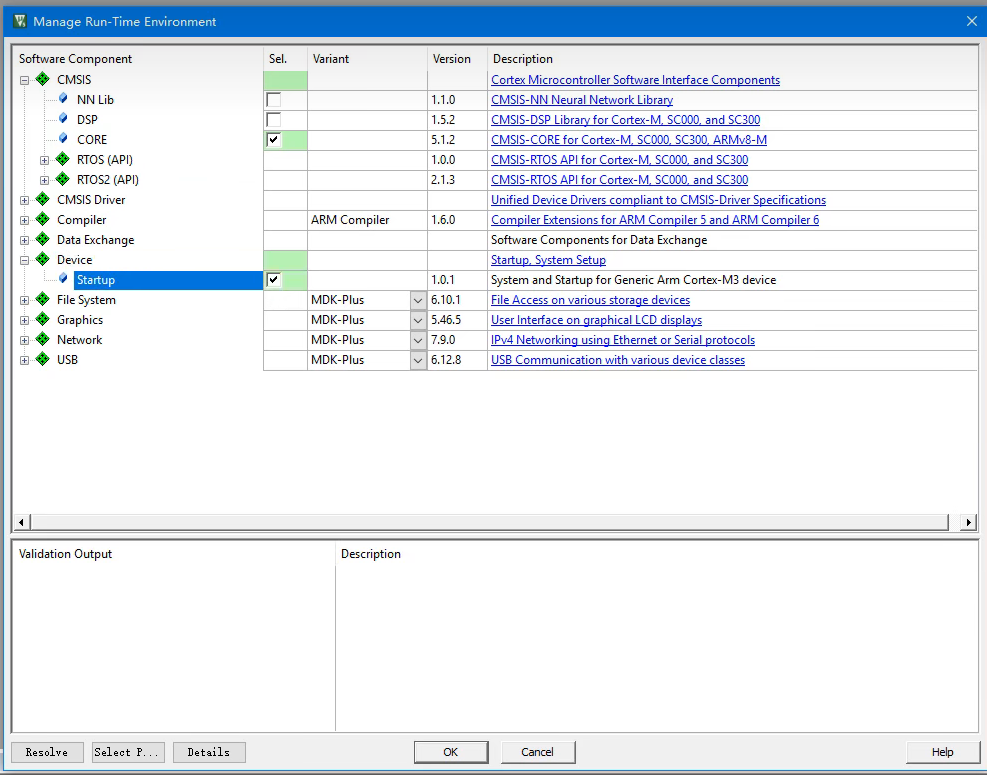 Manage Run-Time Environment
Software Component Sel. Variant Version Description
CMSIS Cortex Microcontroller Software Interface Components
NN Lib 1.1.0 CMSIS-NN Neural Network Library
DSP 1.5.2 CMSIS-DSP Library for Cortex-M, SC000, and SC300
CORE 5.1.2 CMSIS-CORE for Cortex-M, SC000, SC300, ARMv8-M
RTOS (API) 1.0.0 CMSIS-RTOS API for Cortex-M, SC000, and SC300
RTOS2 (API) 2.1.3 CMSIS-RTOS API for Cortex-M, SC000, and SC300
CMSIS Driver Unified Device Drivers compliant to CMSIS-Driver Specifications
Compiler ARM Compiler 1.6.0 Compiler Extensions for ARM Compiler 5 and ARM Compiler 6
Data Exchange Software Components for Data Exchange
Device Startup, System Setup
Startup 1.0.1 System and Startup for Generic Arm Cortex-M3 device
File System MDK-Plus 6.10.1 File Access on various storage devices
Graphics MDK-Plus 5.46.5 User Interface on graphical LCD displays
Network MDK-Plus 7.9.0 IPv4 Networking using Ethernet or Serial protocols
USB MDK-Plus 6.12.8 USB Communication with various device classes
Validation Output Description
Resolve Select P... Details OK Cancel Help